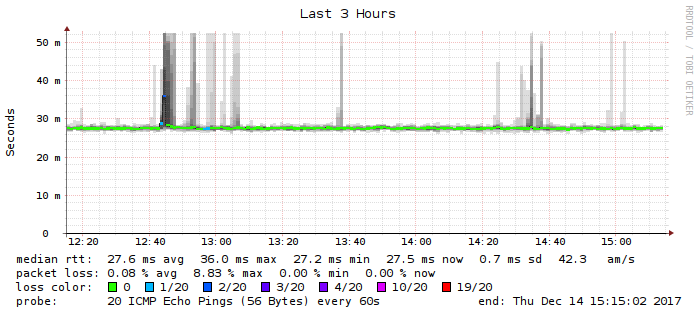 Last 3 Hours
RRDTOOL / TOBI OETIKER
Seconds
50 m
40 m
30 m
20 m
10 m
0
12:20 12:40 13:00 13:20 13:40 14:00 14:20 14:40 15:00
median rtt: 27.6 ms avg 36.0 ms max 27.2 ms min 27.5 ms now 0.7 ms sd 42.3 am/s
packet loss: 0.08 % avg 8.83 % max 0.00 % min 0.00 % now
loss color: 0 1/20 2/20 3/20 4/20 10/20 19/20
probe: 20 ICMP Echo Pings (56 Bytes) every 60s end: Thu Dec 14 15:15:02 2017